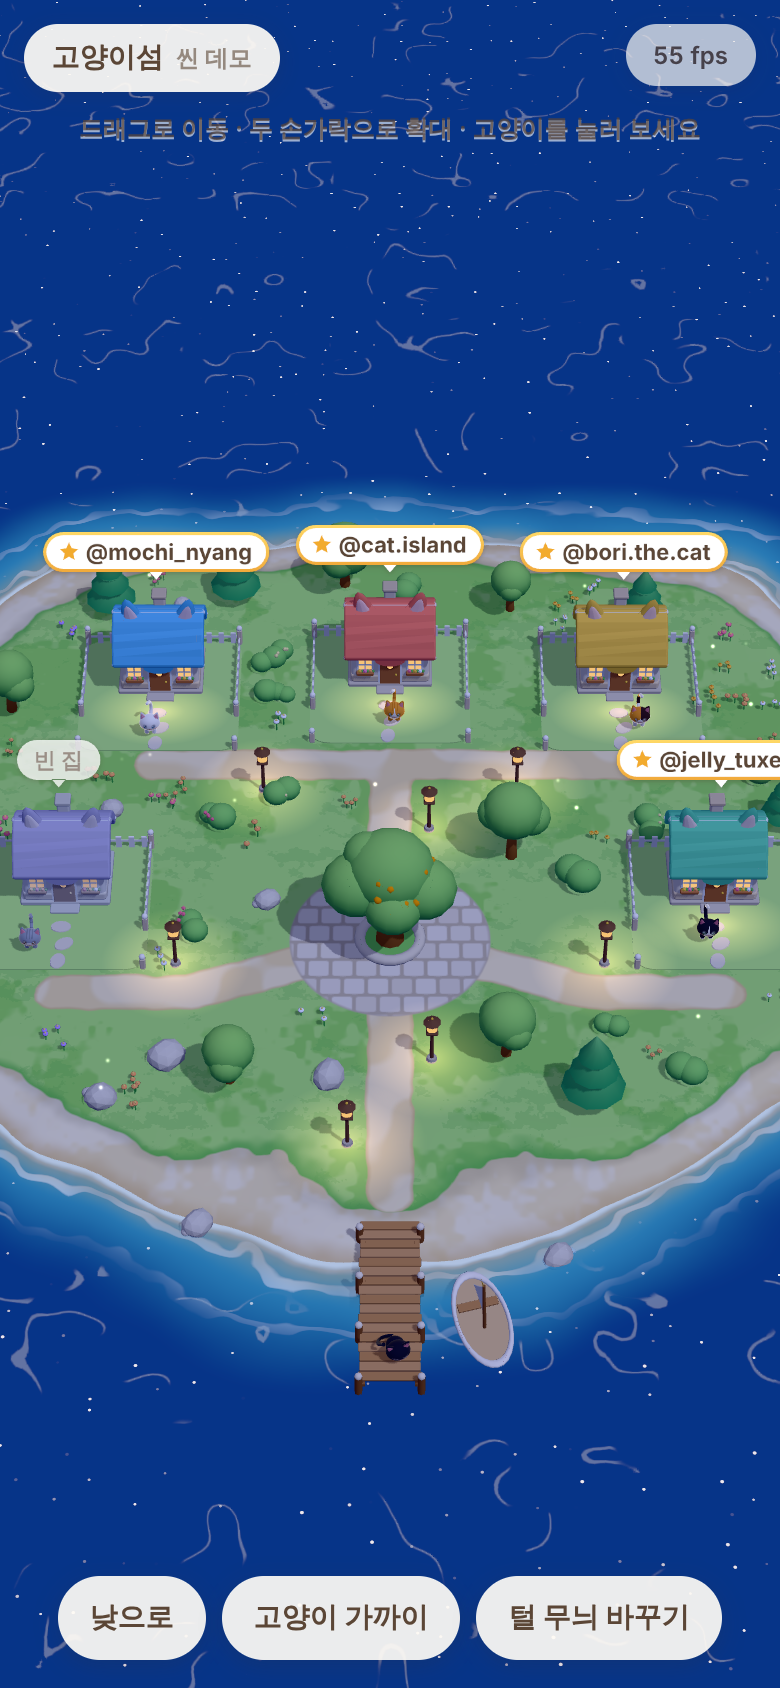 고양이섬 씬 데모
55 fps
드래그로 이동 · 두 손가락으로 확대 · 고양이를 눌러 보세요
@mochi_nyang
@cat.island
@bori.the.cat
빈 집
@jelly_tuxe
낮으로
고양이 가까이
털 무늬 바꾸기